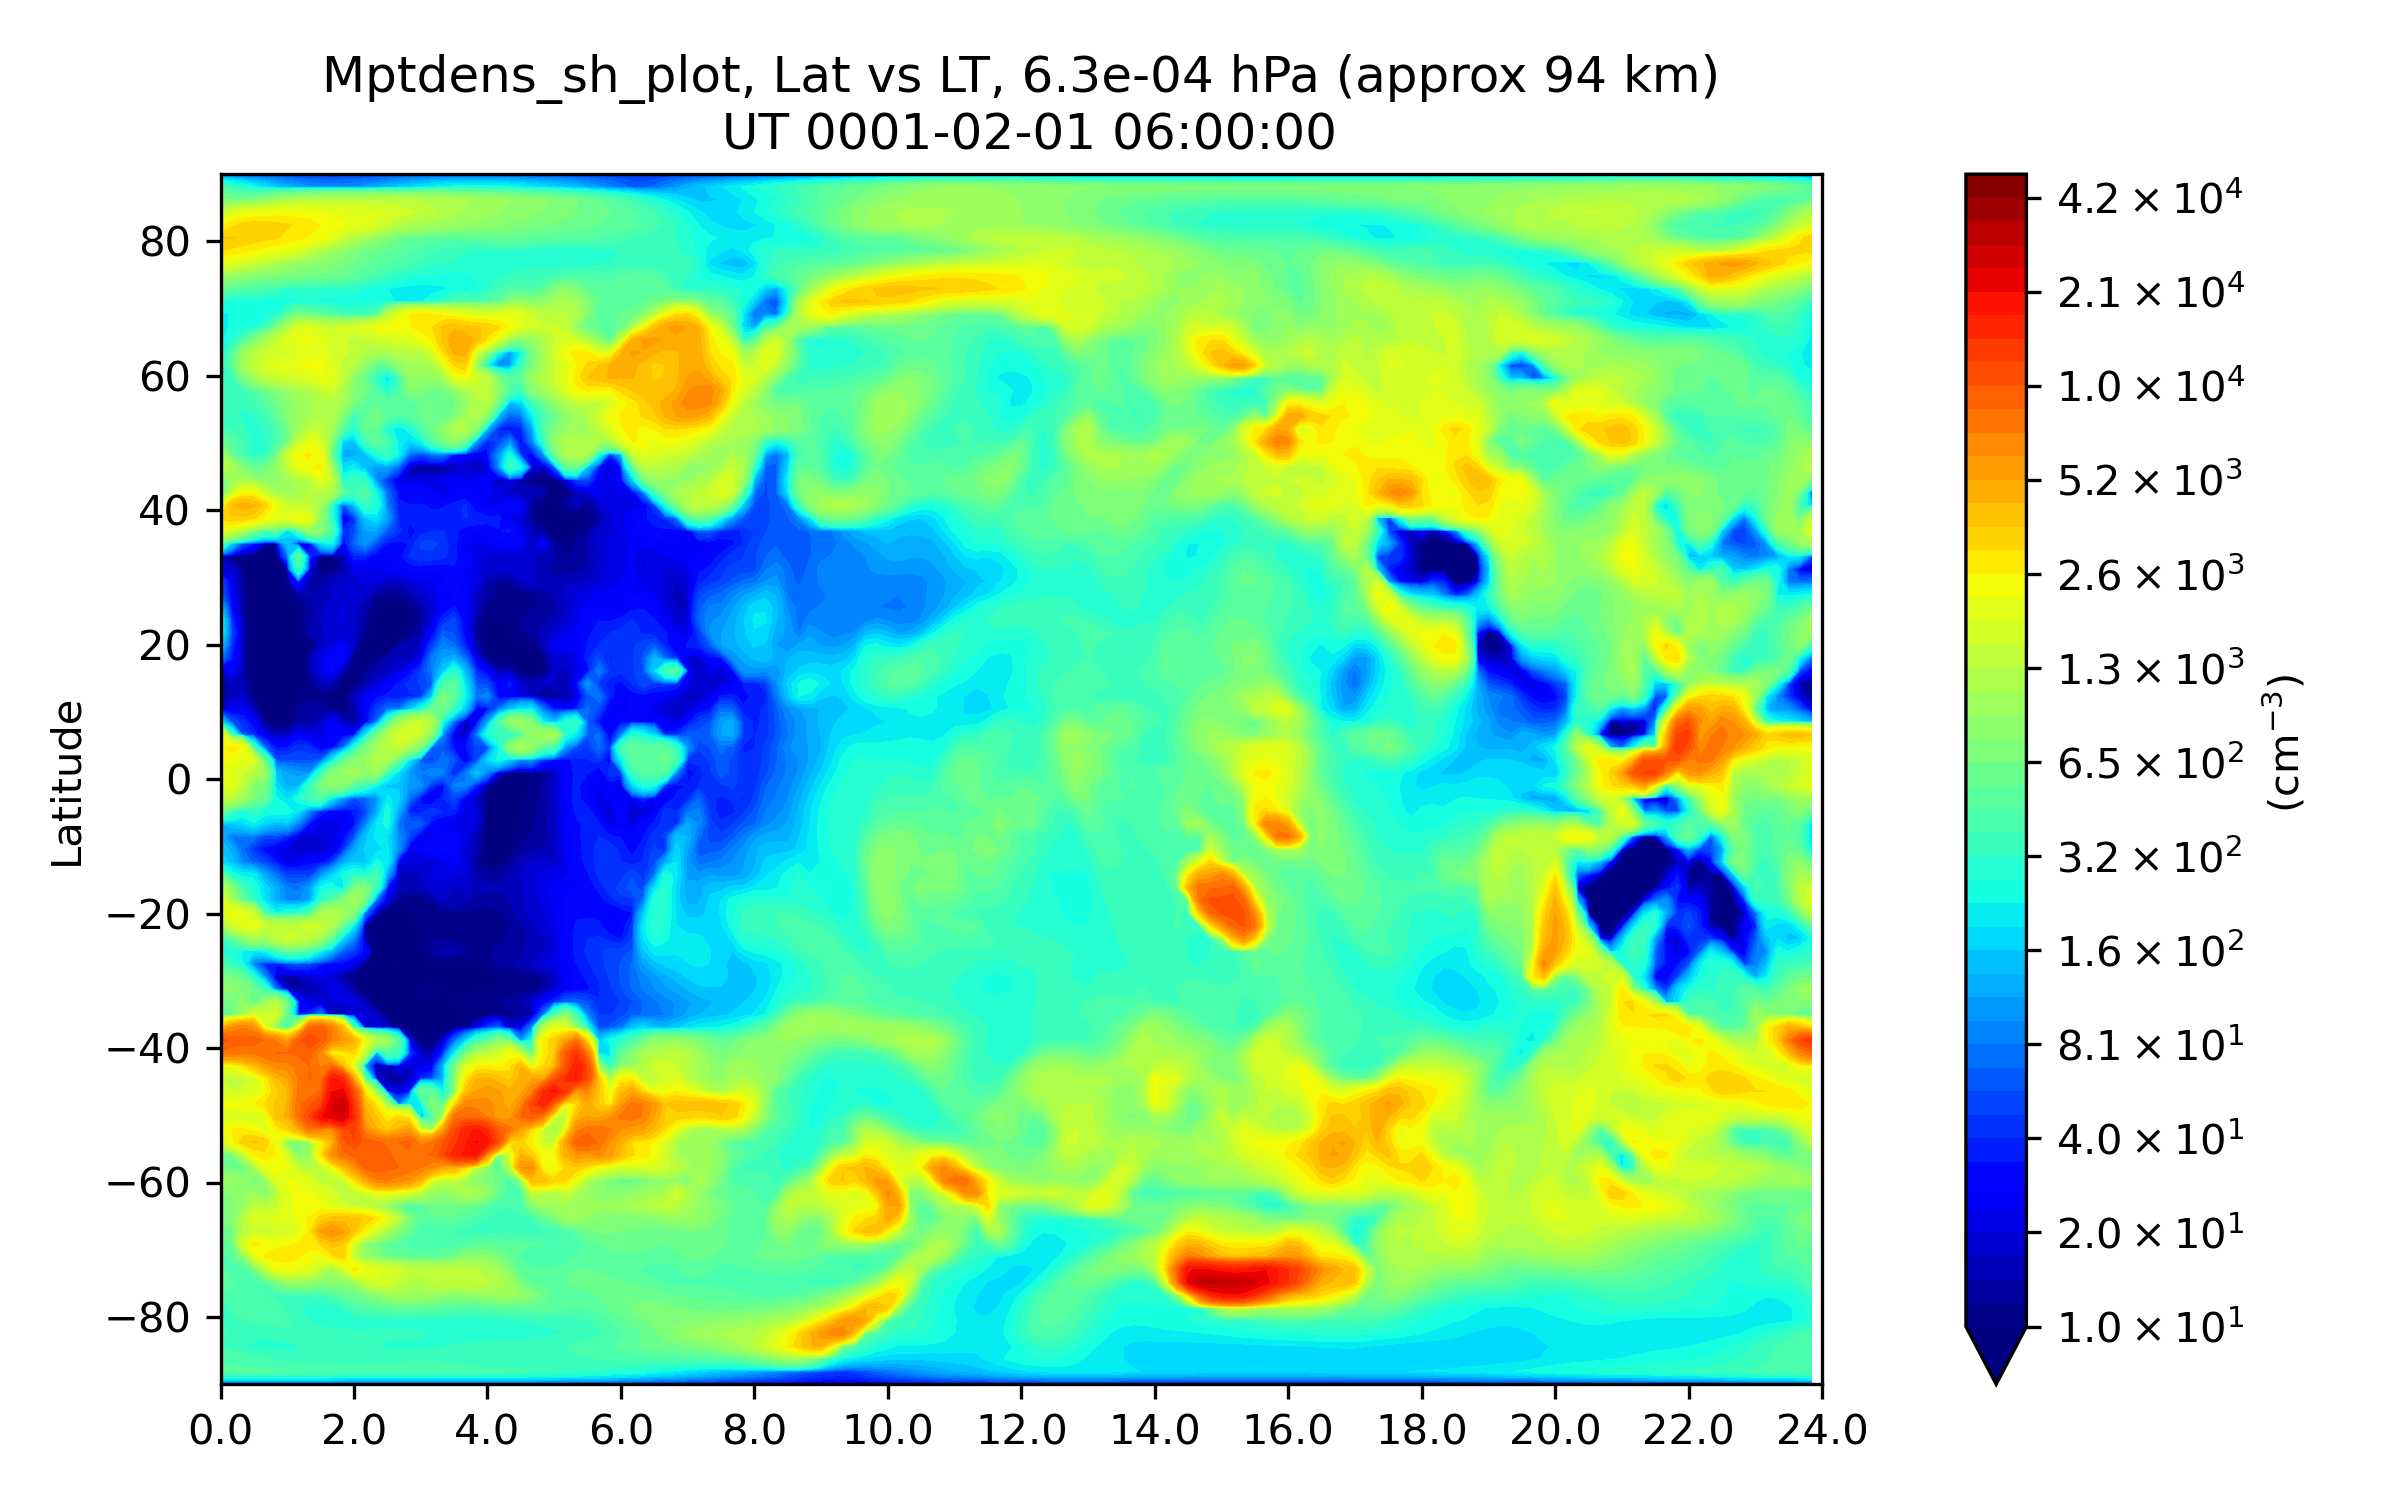 Mptdens_sh_plot, Lat vs LT, 6.3e-04 hPa (approx 94 km)
UT 0001-02-01 06:00:00
Latitude
80
60
40
20
0
−20
−40
−60
−80
0.0 2.0 4.0 6.0 8.0 10.0 12.0 14.0 16.0 18.0 20.0 22.0 24.0
4.2 × 10⁴
2.1 × 10⁴
1.0 × 10⁴
5.2 × 10³
2.6 × 10³
1.3 × 10³
6.5 × 10²
3.2 × 10²
1.6 × 10²
8.1 × 10¹
4.0 × 10¹
2.0 × 10¹
1.0 × 10¹
(cm⁻³)